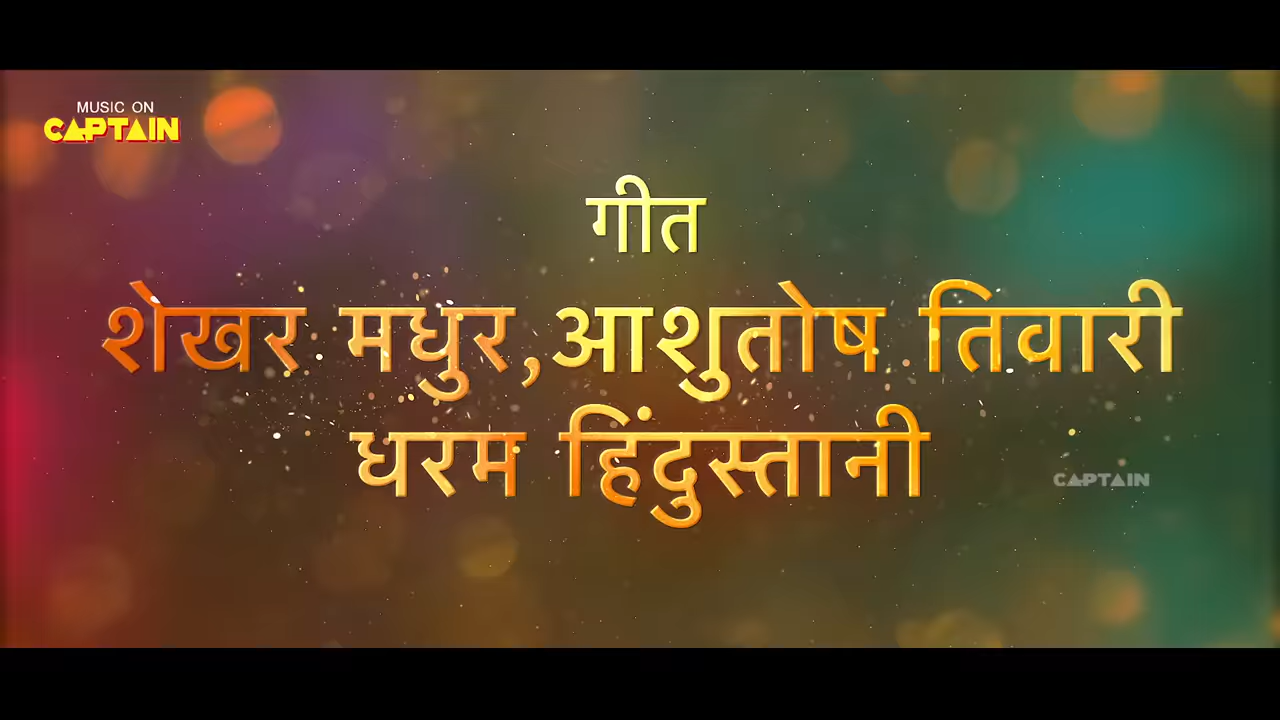 MUSIC ON
CAPTAIN
गीत
शेखर मधुर,आशुतोष तिवारी
धरम हिंदुस्तानी
CAPTAIN